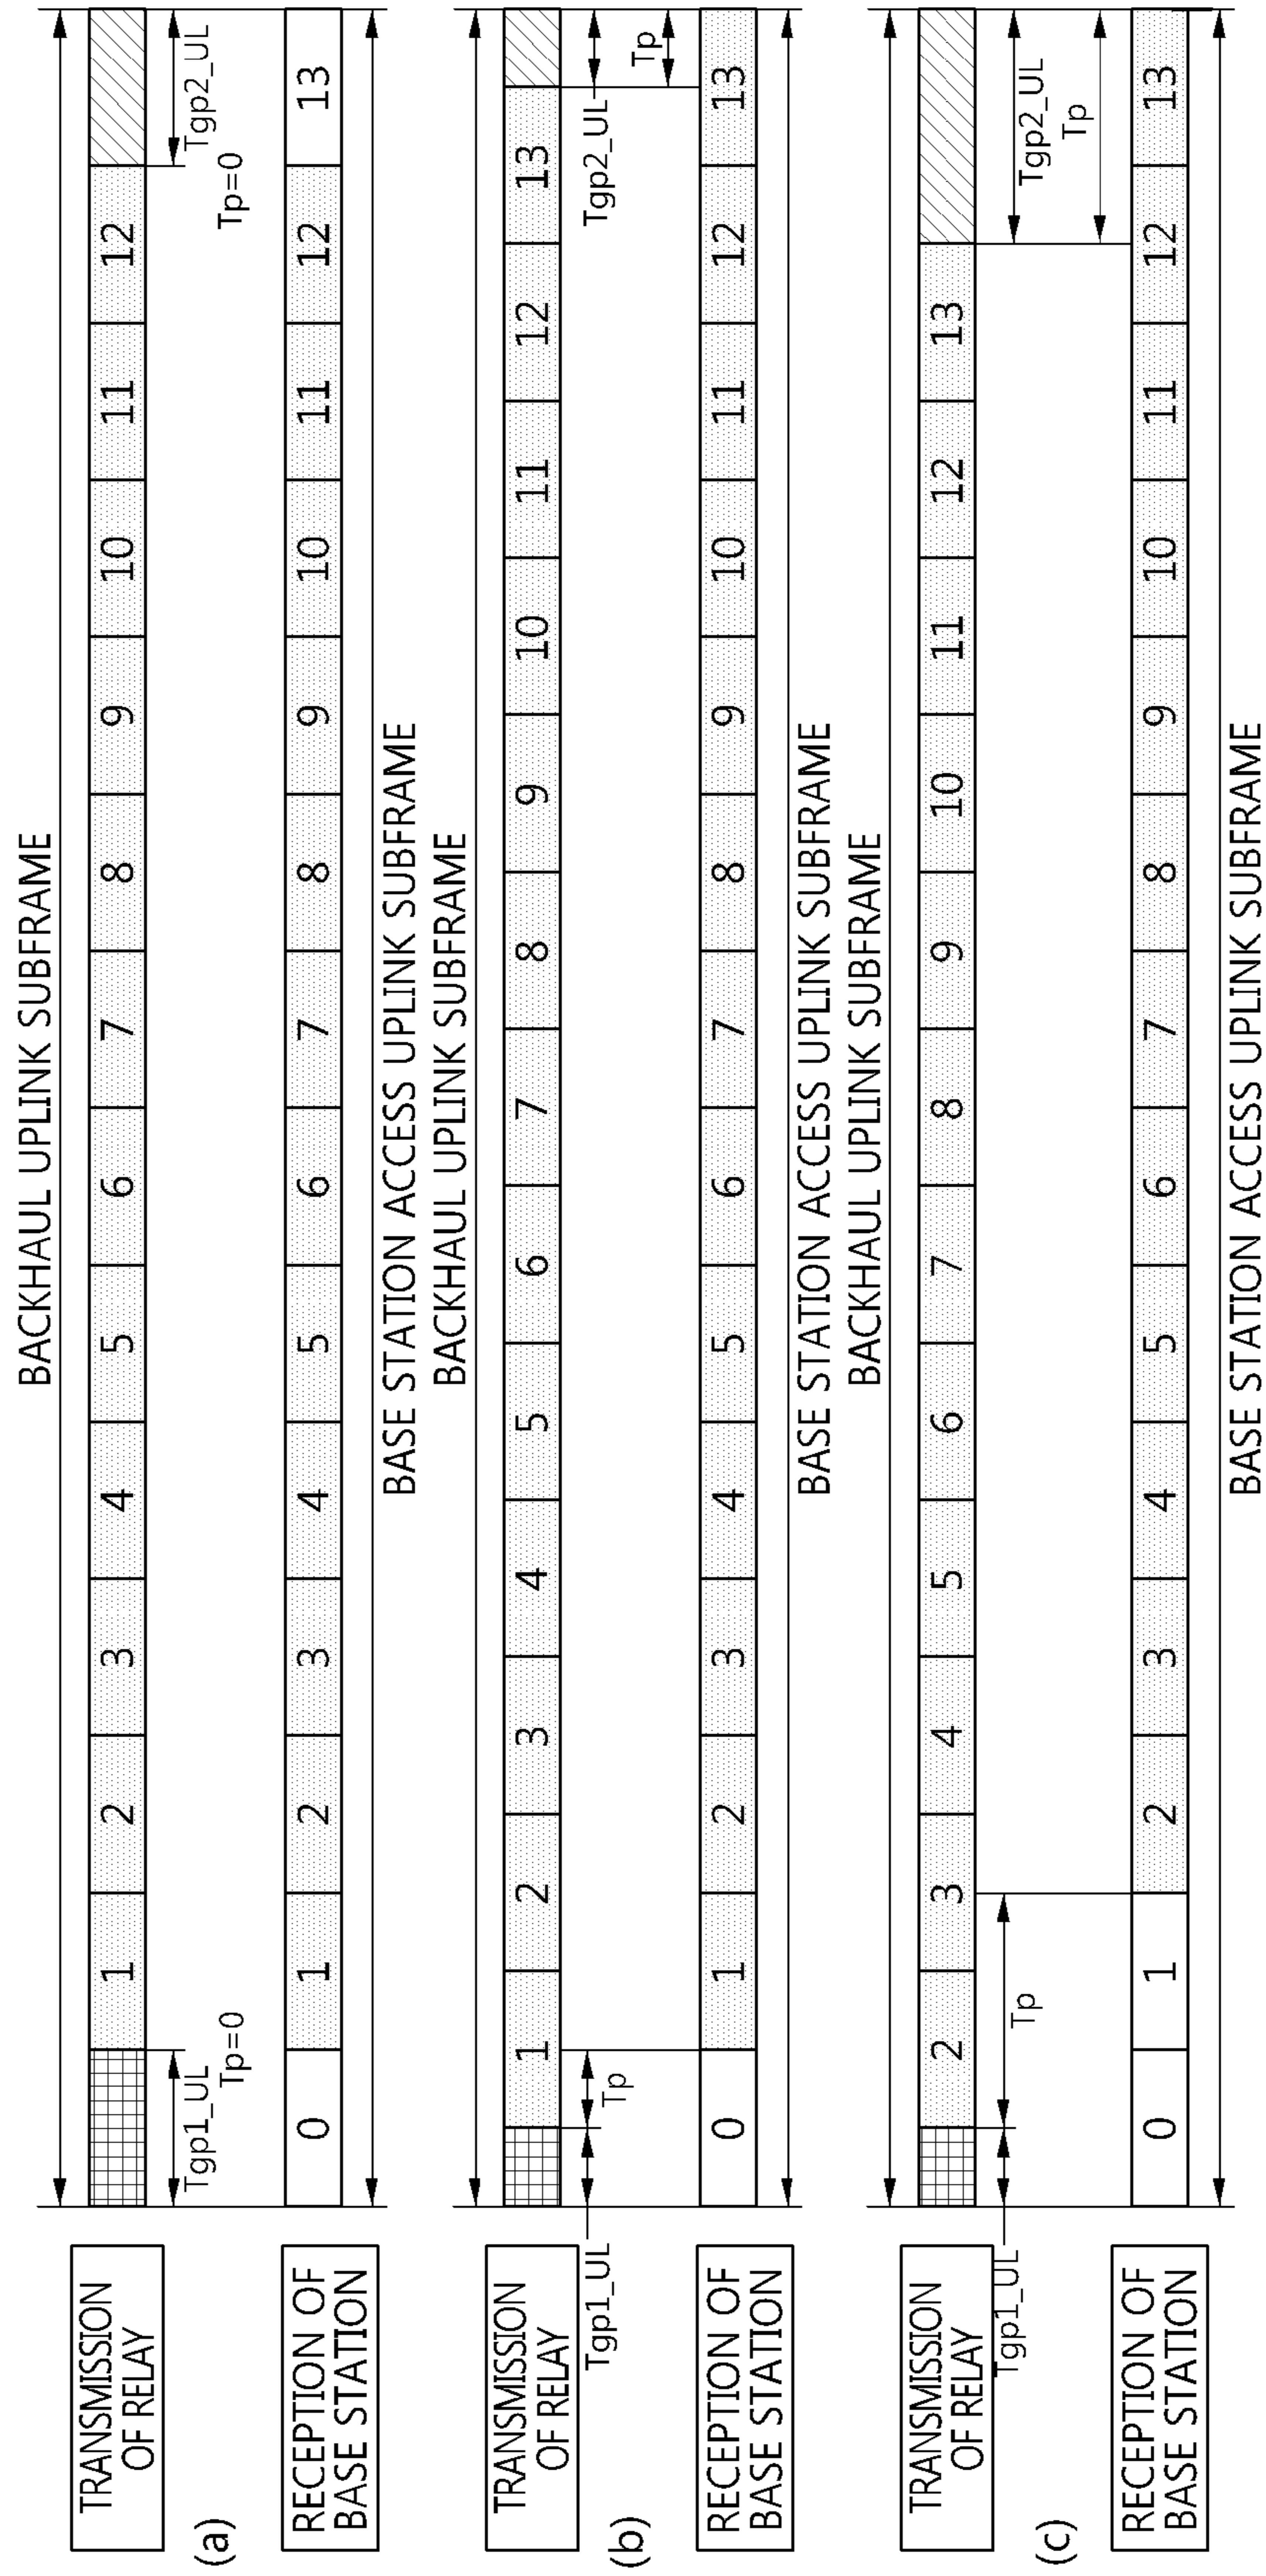 BACKHAUL UPLINK SUBFRAME
TRANSMISSION
OF RELAY
1 2 3 4 5 6 7 8 9 10 11 12
Tgp1_UL Tgp2_UL
Tp=0 Tp=0
(a)
RECEPTION OF
BASE STATION
0 1 2 3 4 5 6 7 8 9 10 11 12 13
BASE STATION ACCESS UPLINK SUBFRAME
BACKHAUL UPLINK SUBFRAME
TRANSMISSION
OF RELAY
1 2 3 4 5 6 7 8 9 10 11 12 13
Tgp1_UL Tp Tgp2_UL Tp
(b)
RECEPTION OF
BASE STATION
0 1 2 3 4 5 6 7 8 9 10 11 12 13
BASE STATION ACCESS UPLINK SUBFRAME
BACKHAUL UPLINK SUBFRAME
TRANSMISSION
OF RELAY
2 3 4 5 6 7 8 9 10 11 12 13
Tgp1_UL Tp Tgp2_UL
Tp
(c)
RECEPTION OF
BASE STATION
0 1 2 3 4 5 6 7 8 9 10 11 12 13
BASE STATION ACCESS UPLINK SUBFRAME